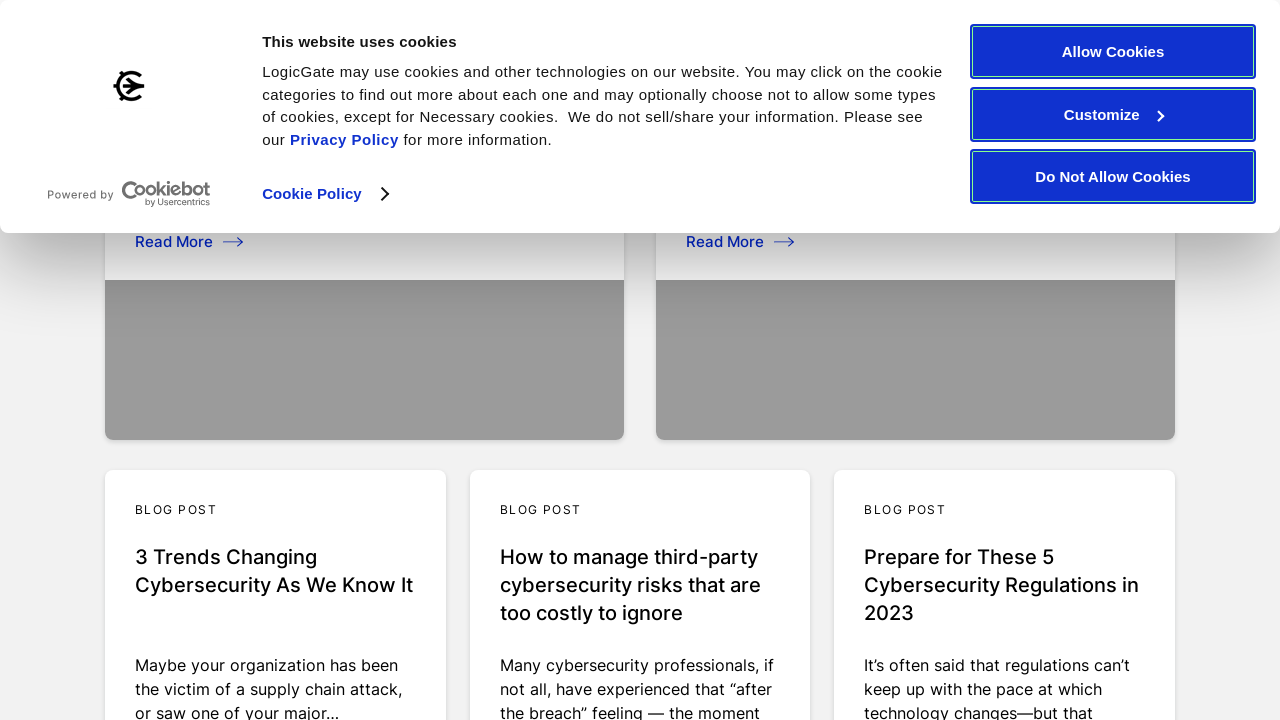 This website uses cookies
LogicGate may use cookies and other technologies on our website. You may click on the cookie
categories to find out more about each one and may optionally choose not to allow some types
of cookies, except for Necessary cookies.  We do not sell/share your information. Please see
our Privacy Policy for more information.
Powered by Cookiebot
by Usercentrics
Cookie Policy
Allow Cookies
Customize
Do Not Allow Cookies
Read More
Read More
BLOG POST
3 Trends Changing
Cybersecurity As We Know It
Maybe your organization has been
the victim of a supply chain attack,
or saw one of your major...
BLOG POST
How to manage third-party
cybersecurity risks that are
too costly to ignore
Many cybersecurity professionals, if
not all, have experienced that “after
the breach” feeling — the moment
BLOG POST
Prepare for These 5
Cybersecurity Regulations in
2023
It’s often said that regulations can’t
keep up with the pace at which
technology changes—but that